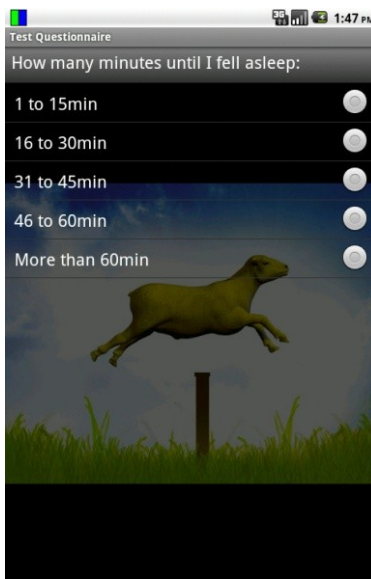 3G
1:47 PM
Test Questionnaire
How many minutes until I fell asleep:
1 to 15min
16 to 30min
31 to 45min
46 to 60min
More than 60min